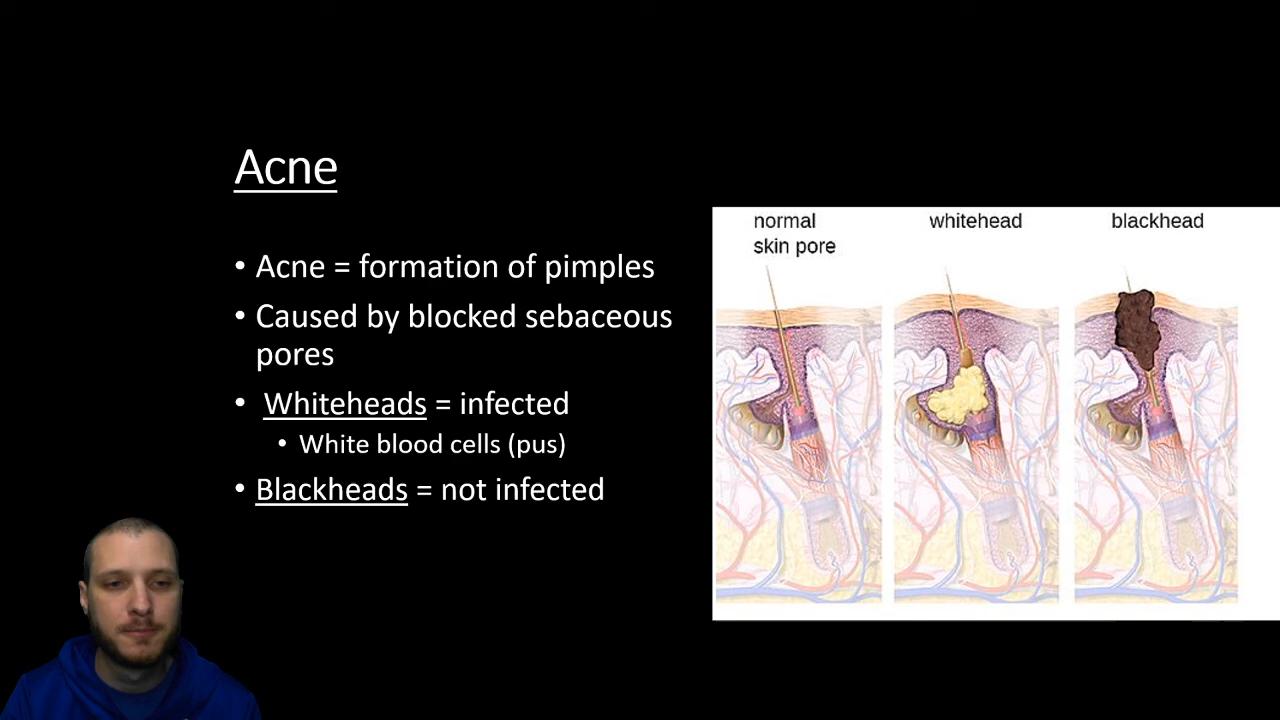 Acne
• Acne = formation of pimples
• Caused by blocked sebaceous
pores
• Whiteheads = infected
• White blood cells (pus)
• Blackheads = not infected
normal
skin pore
whitehead
blackhead